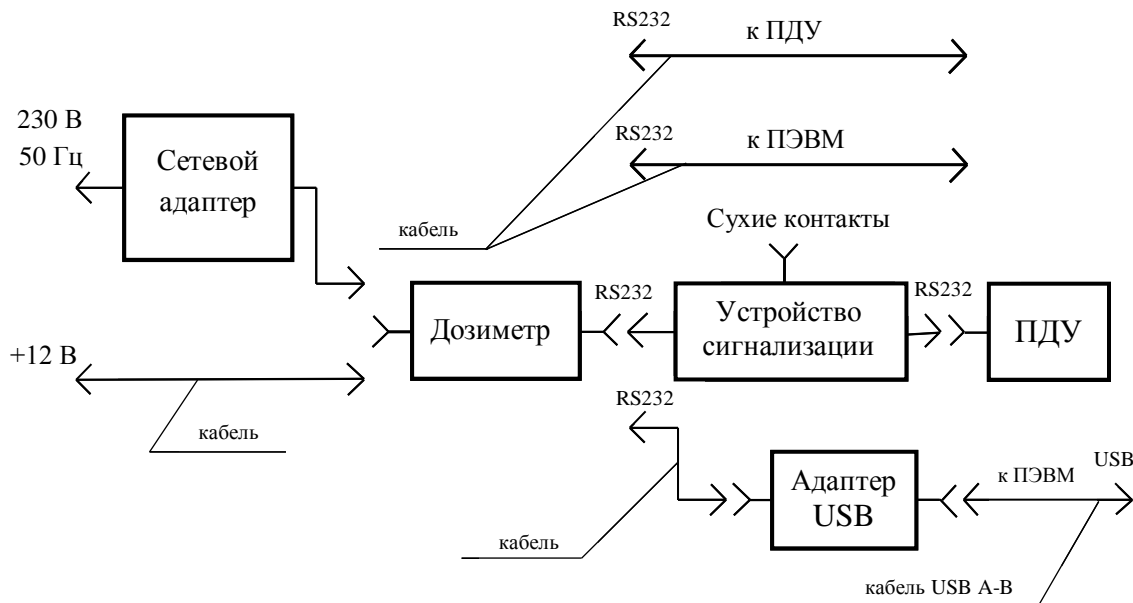 RS232
к ПДУ
230 В
50 Гц
Сетевой
адаптер
RS232
к ПЭВМ
кабель
Сухие контакты
RS232
RS232
Дозиметр
Устройство
сигнализации
ПДУ
+12 В
кабель
RS232
Адаптер
USB
к ПЭВМ
USB
кабель
кабель USB А-В